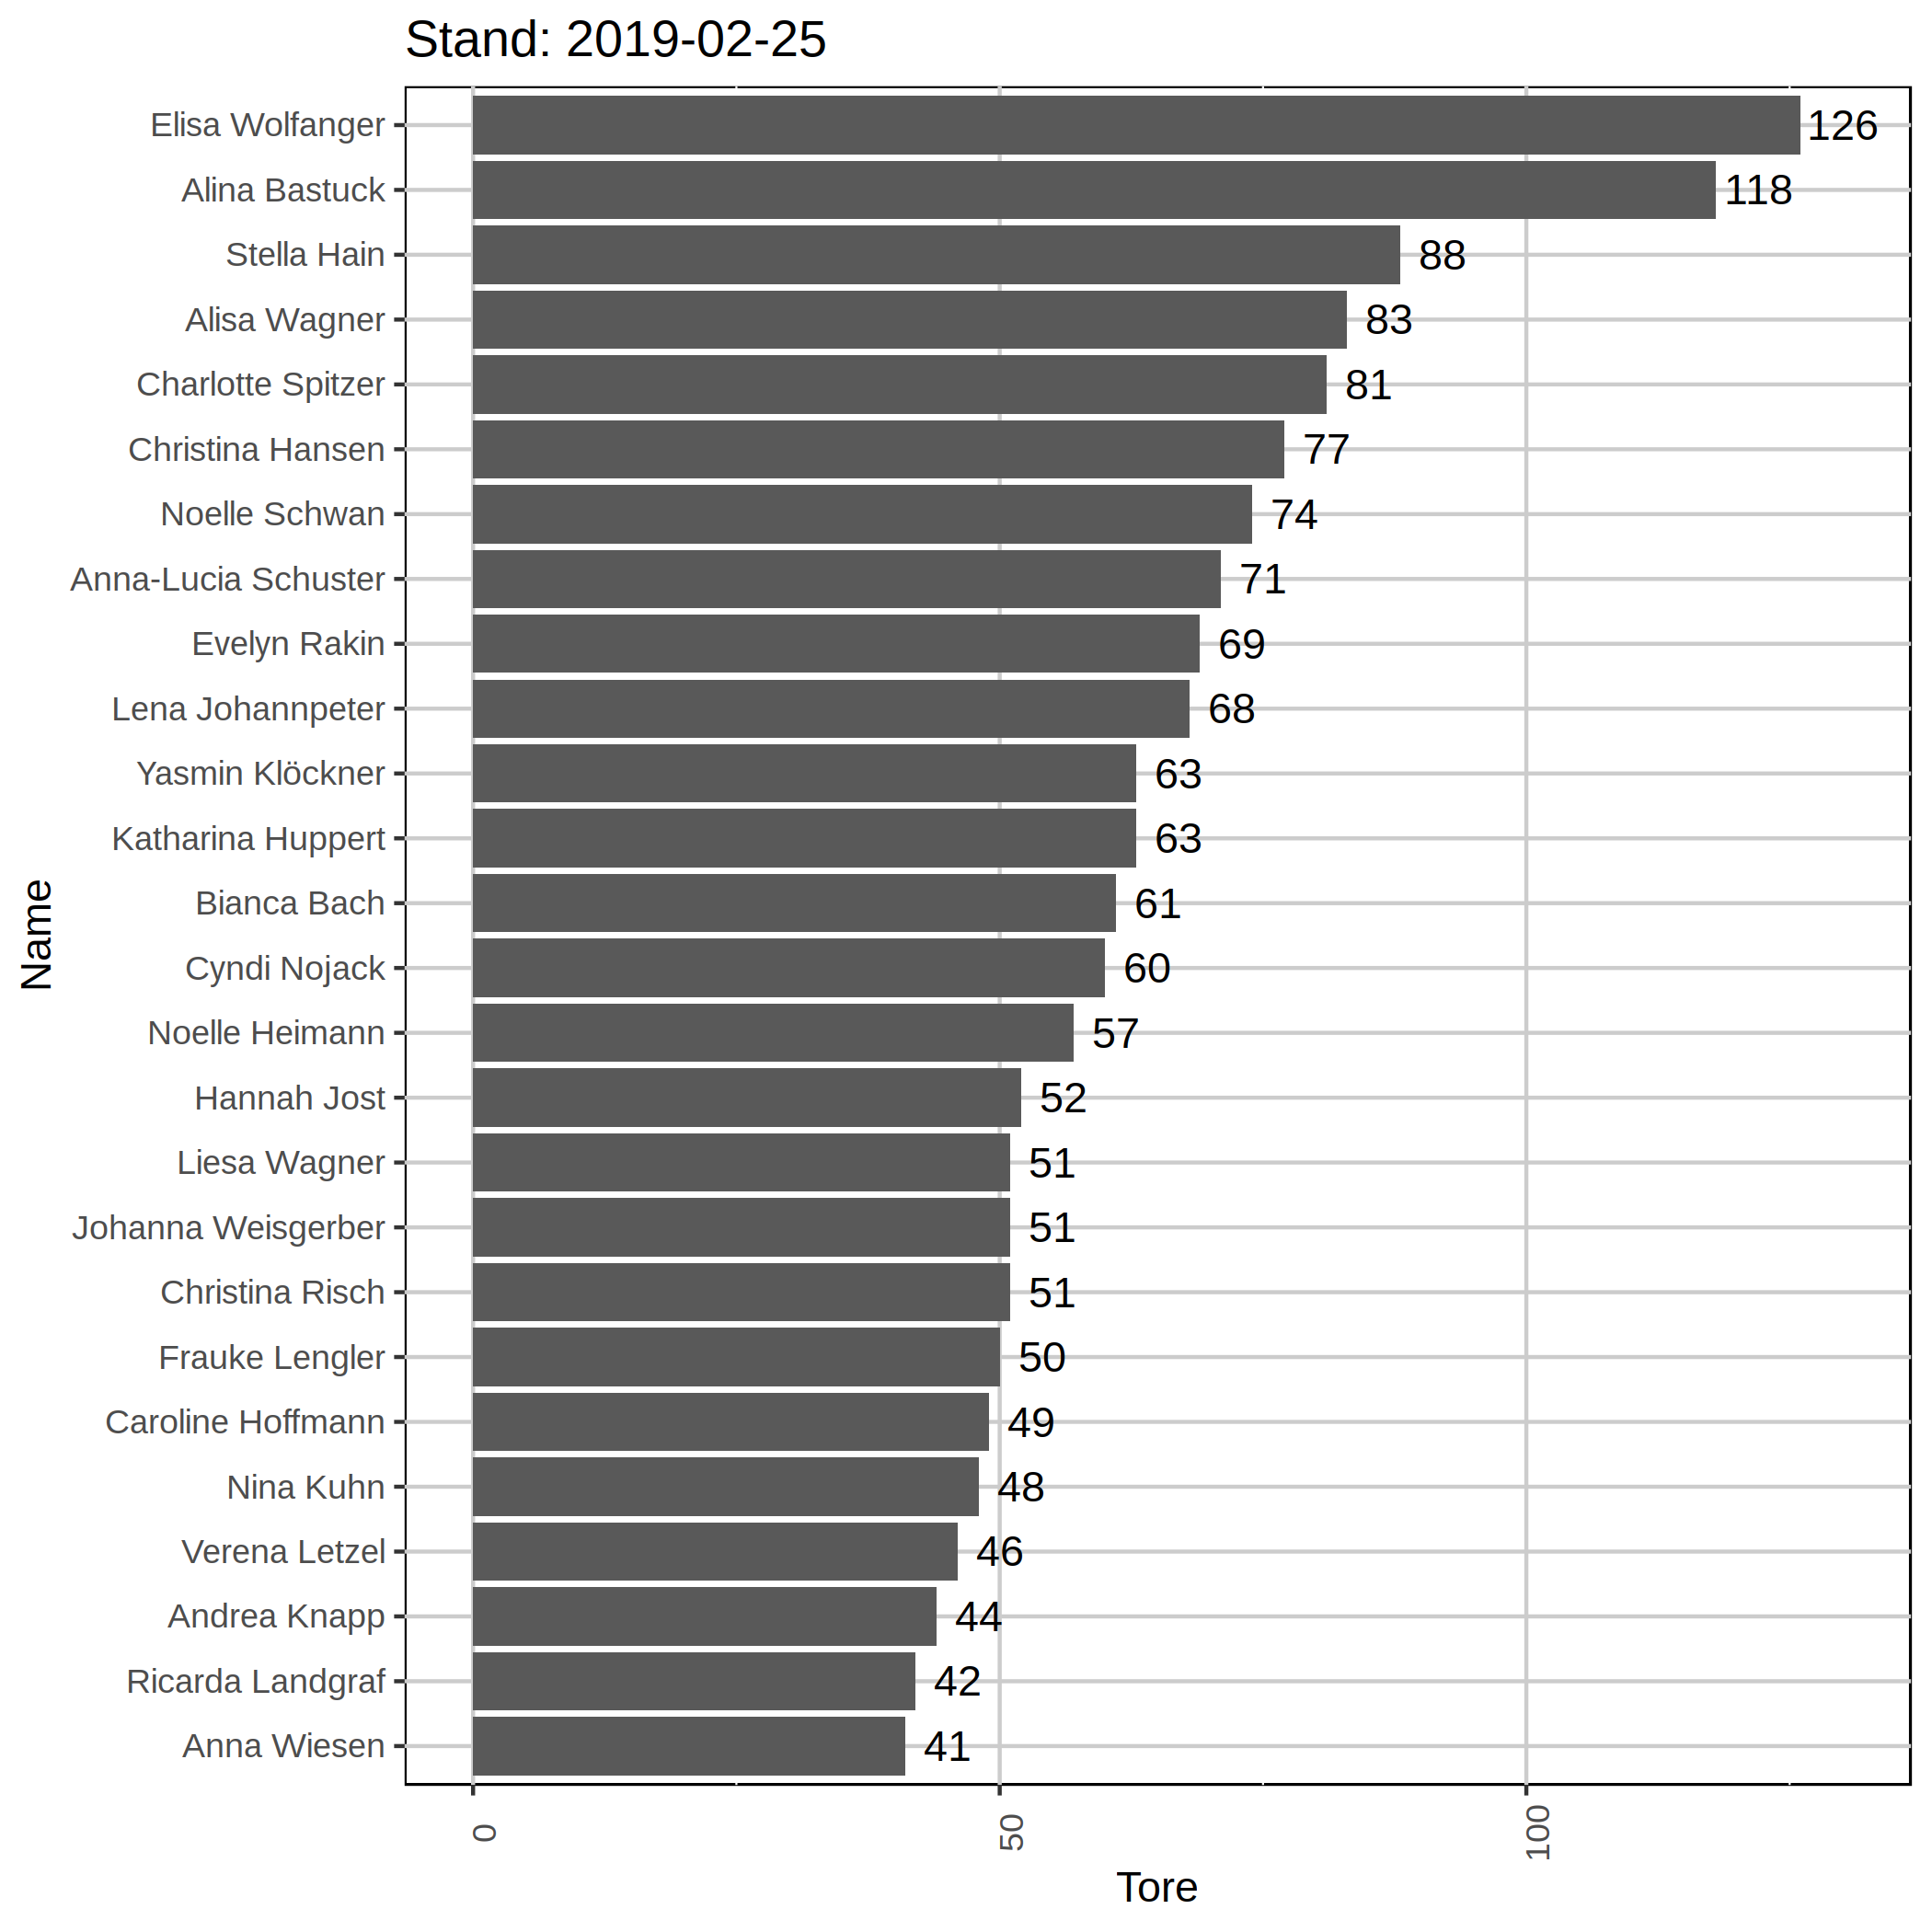 Stand: 2019-02-25
Elisa Wolfanger 126
Alina Bastuck 118
Stella Hain 88
Alisa Wagner 83
Charlotte Spitzer 81
Christina Hansen 77
Noelle Schwan 74
Anna-Lucia Schuster 71
Evelyn Rakin 69
Lena Johannpeter 68
Yasmin Klöckner 63
Katharina Huppert 63
Bianca Bach 61
Cyndi Nojack 60
Noelle Heimann 57
Hannah Jost 52
Liesa Wagner 51
Johanna Weisgerber 51
Christina Risch 51
Frauke Lengler 50
Caroline Hoffmann 49
Nina Kuhn 48
Verena Letzel 46
Andrea Knapp 44
Ricarda Landgraf 42
Anna Wiesen 41
Name
0 50 100
Tore